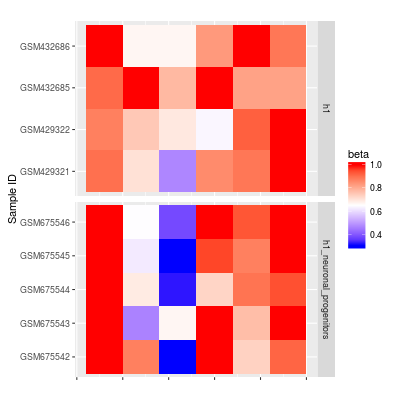 GSM432686
GSM432685
GSM429322
GSM429321
h1
GSM675546
GSM675545
GSM675544
GSM675543
GSM675542
h1_neuronal_progenitors
Sample ID
beta
1.0
0.8
0.6
0.4